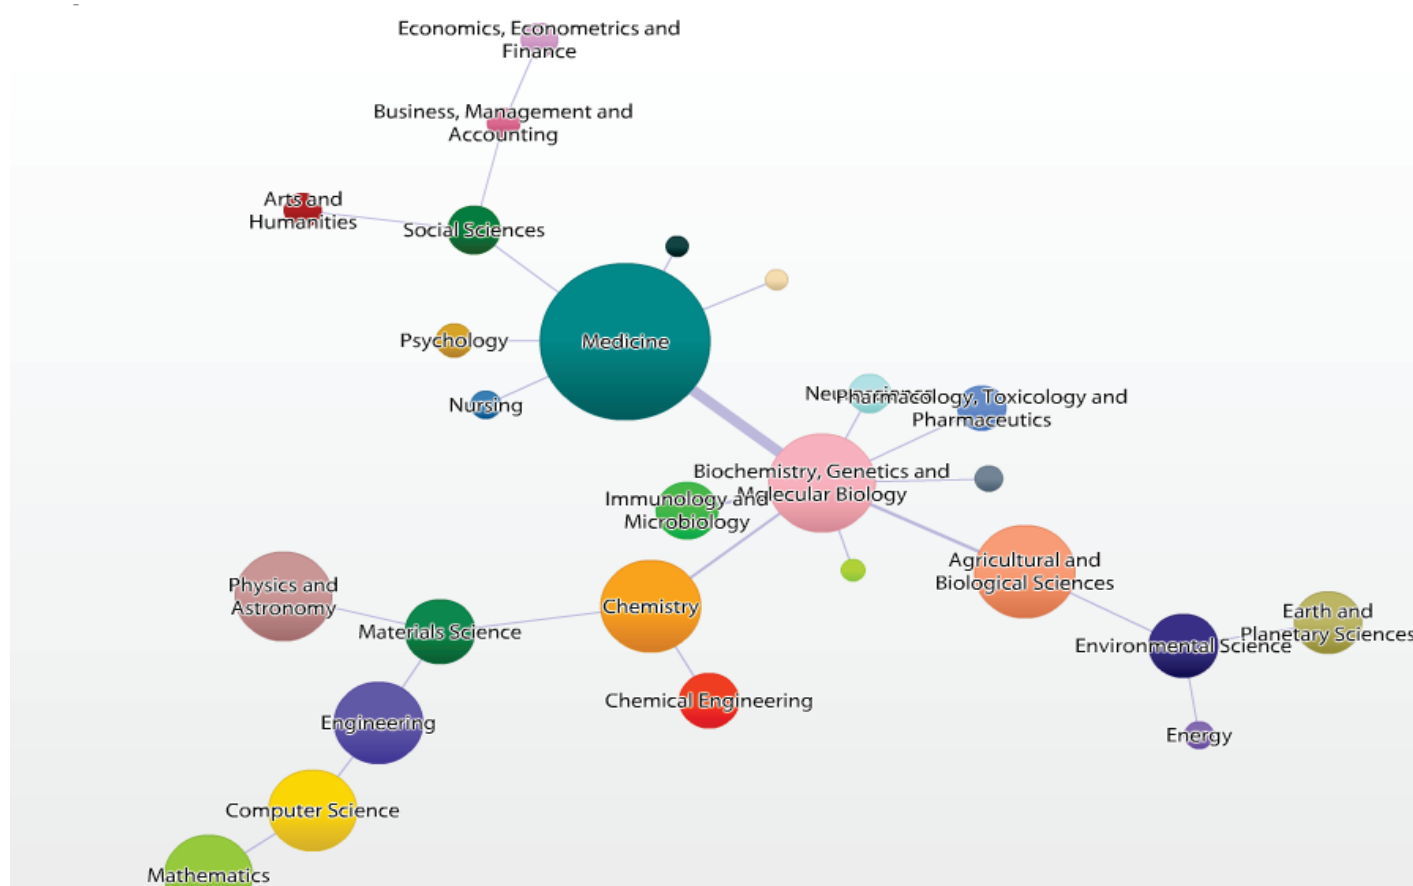 Economics, Econometrics and
Finance
Business, Management and
Accounting
Arts and
Humanities
Social Sciences
Medicine
Psychology
Nursing
Neuroscience
Pharmacology, Toxicology and
Pharmaceutics
Biochemistry, Genetics and
Molecular Biology
Immunology and
Microbiology
Agricultural and
Biological Sciences
Physics and
Astronomy
Chemistry
Materials Science
Earth and
Planetary Sciences
Environmental Science
Chemical Engineering
Engineering
Energy
Computer Science
Mathematics